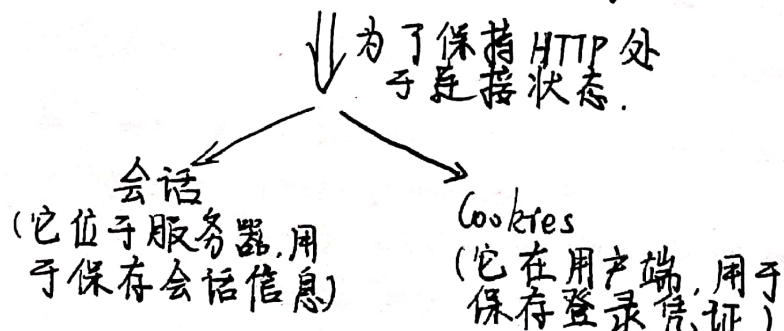 为了保持HTTP处
于连接状态.
会话
(它位于服务器,用
于保存会话信息)
Cookies
(它在用户端,用于
保存登录凭证)